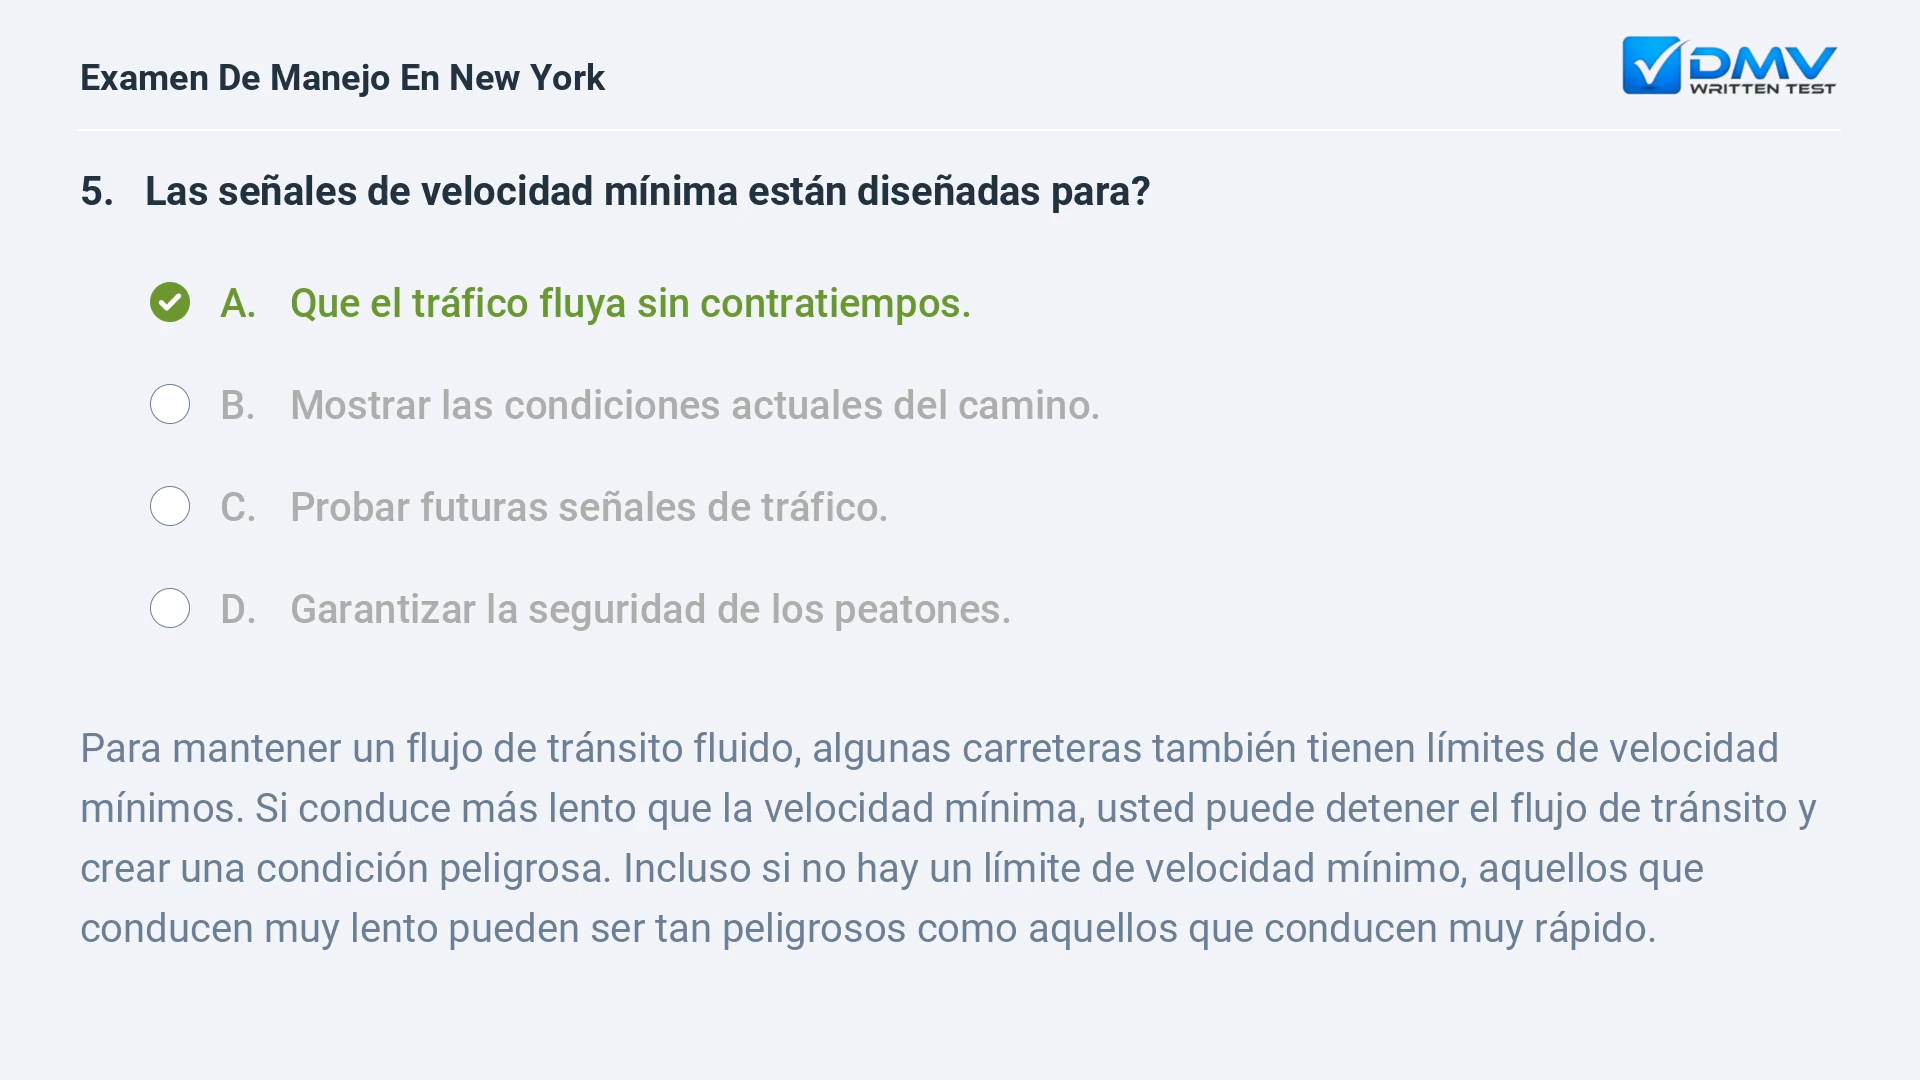 Examen De Manejo En New York
DMV
WRITTEN TEST
5. Las señales de velocidad mínima están diseñadas para?
A. Que el tráfico fluya sin contratiempos.
B. Mostrar las condiciones actuales del camino.
C. Probar futuras señales de tráfico.
D. Garantizar la seguridad de los peatones.
Para mantener un flujo de tránsito fluido, algunas carreteras también tienen límites de velocidad
mínimos. Si conduce más lento que la velocidad mínima, usted puede detener el flujo de tránsito y
crear una condición peligrosa. Incluso si no hay un límite de velocidad mínimo, aquellos que
conducen muy lento pueden ser tan peligrosos como aquellos que conducen muy rápido.